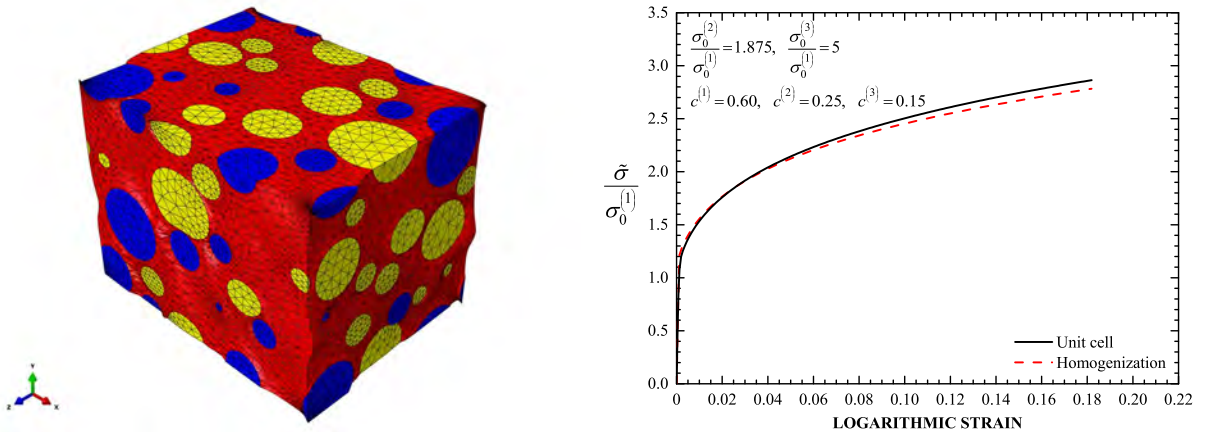 Y
Z X
3.5
3.0
2.5
2.0
1.5
1.0
0.5
0.0
σ̃ / σ₀⁽¹⁾
σ₀⁽²⁾/σ₀⁽¹⁾ =1.875, σ₀⁽³⁾/σ₀⁽¹⁾ =5
c⁽¹⁾=0.60, c⁽²⁾=0.25, c⁽³⁾=0.15
Unit cell
Homogenization
0 0.02 0.04 0.06 0.08 0.10 0.12 0.14 0.16 0.18 0.20 0.22
LOGARITHMIC STRAIN